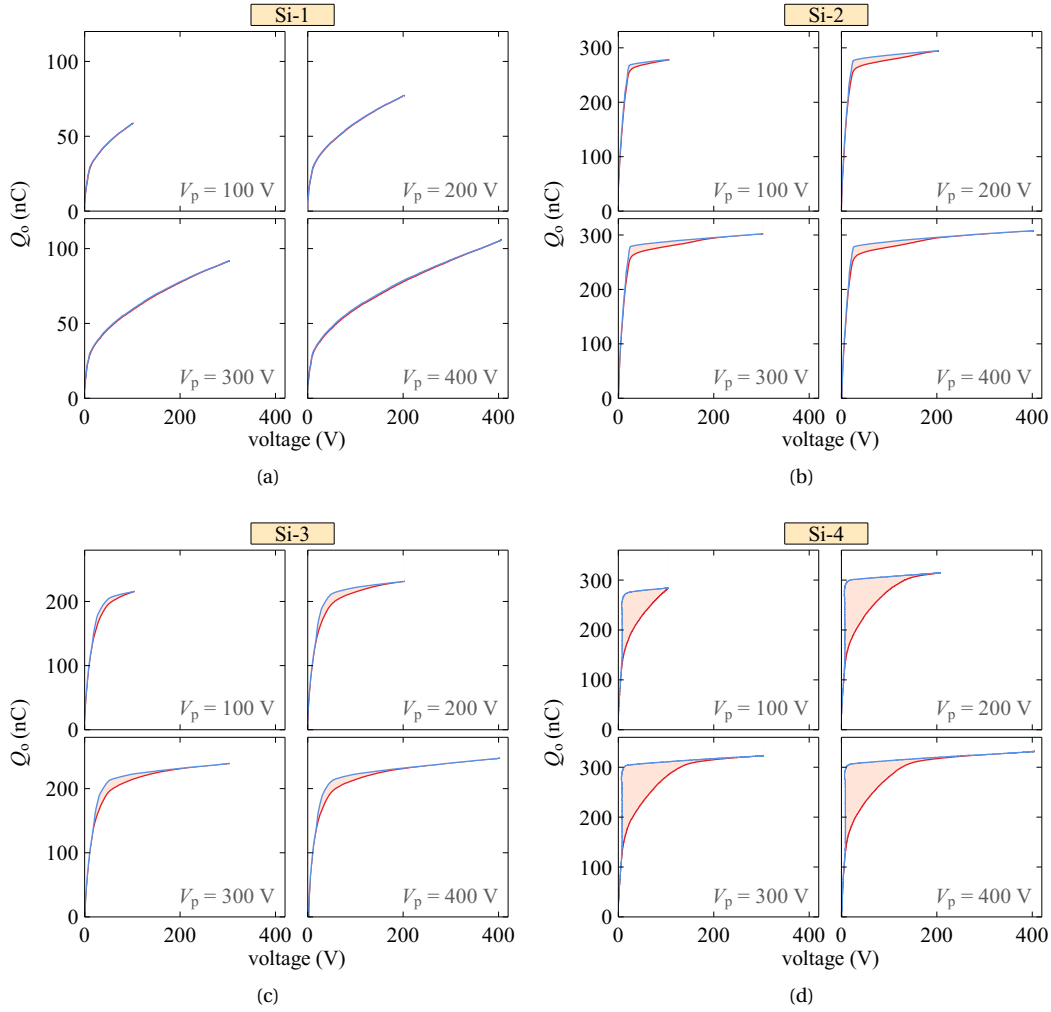 Si-1
Si-2
100
50
0
Q_o (nC)
V_p = 100 V
V_p = 200 V
100
50
0
V_p = 300 V
V_p = 400 V
0 200 400 0 200 400
voltage (V)
(a)
300
200
100
0
Q_o (nC)
V_p = 100 V
V_p = 200 V
300
200
100
0
V_p = 300 V
V_p = 400 V
0 200 400 0 200 400
voltage (V)
(b)
Si-3
Si-4
200
100
0
Q_o (nC)
V_p = 100 V
V_p = 200 V
200
100
0
V_p = 300 V
V_p = 400 V
0 200 400 0 200 400
voltage (V)
(c)
300
200
100
0
Q_o (nC)
V_p = 100 V
V_p = 200 V
300
200
100
0
V_p = 300 V
V_p = 400 V
0 200 400 0 200 400
voltage (V)
(d)